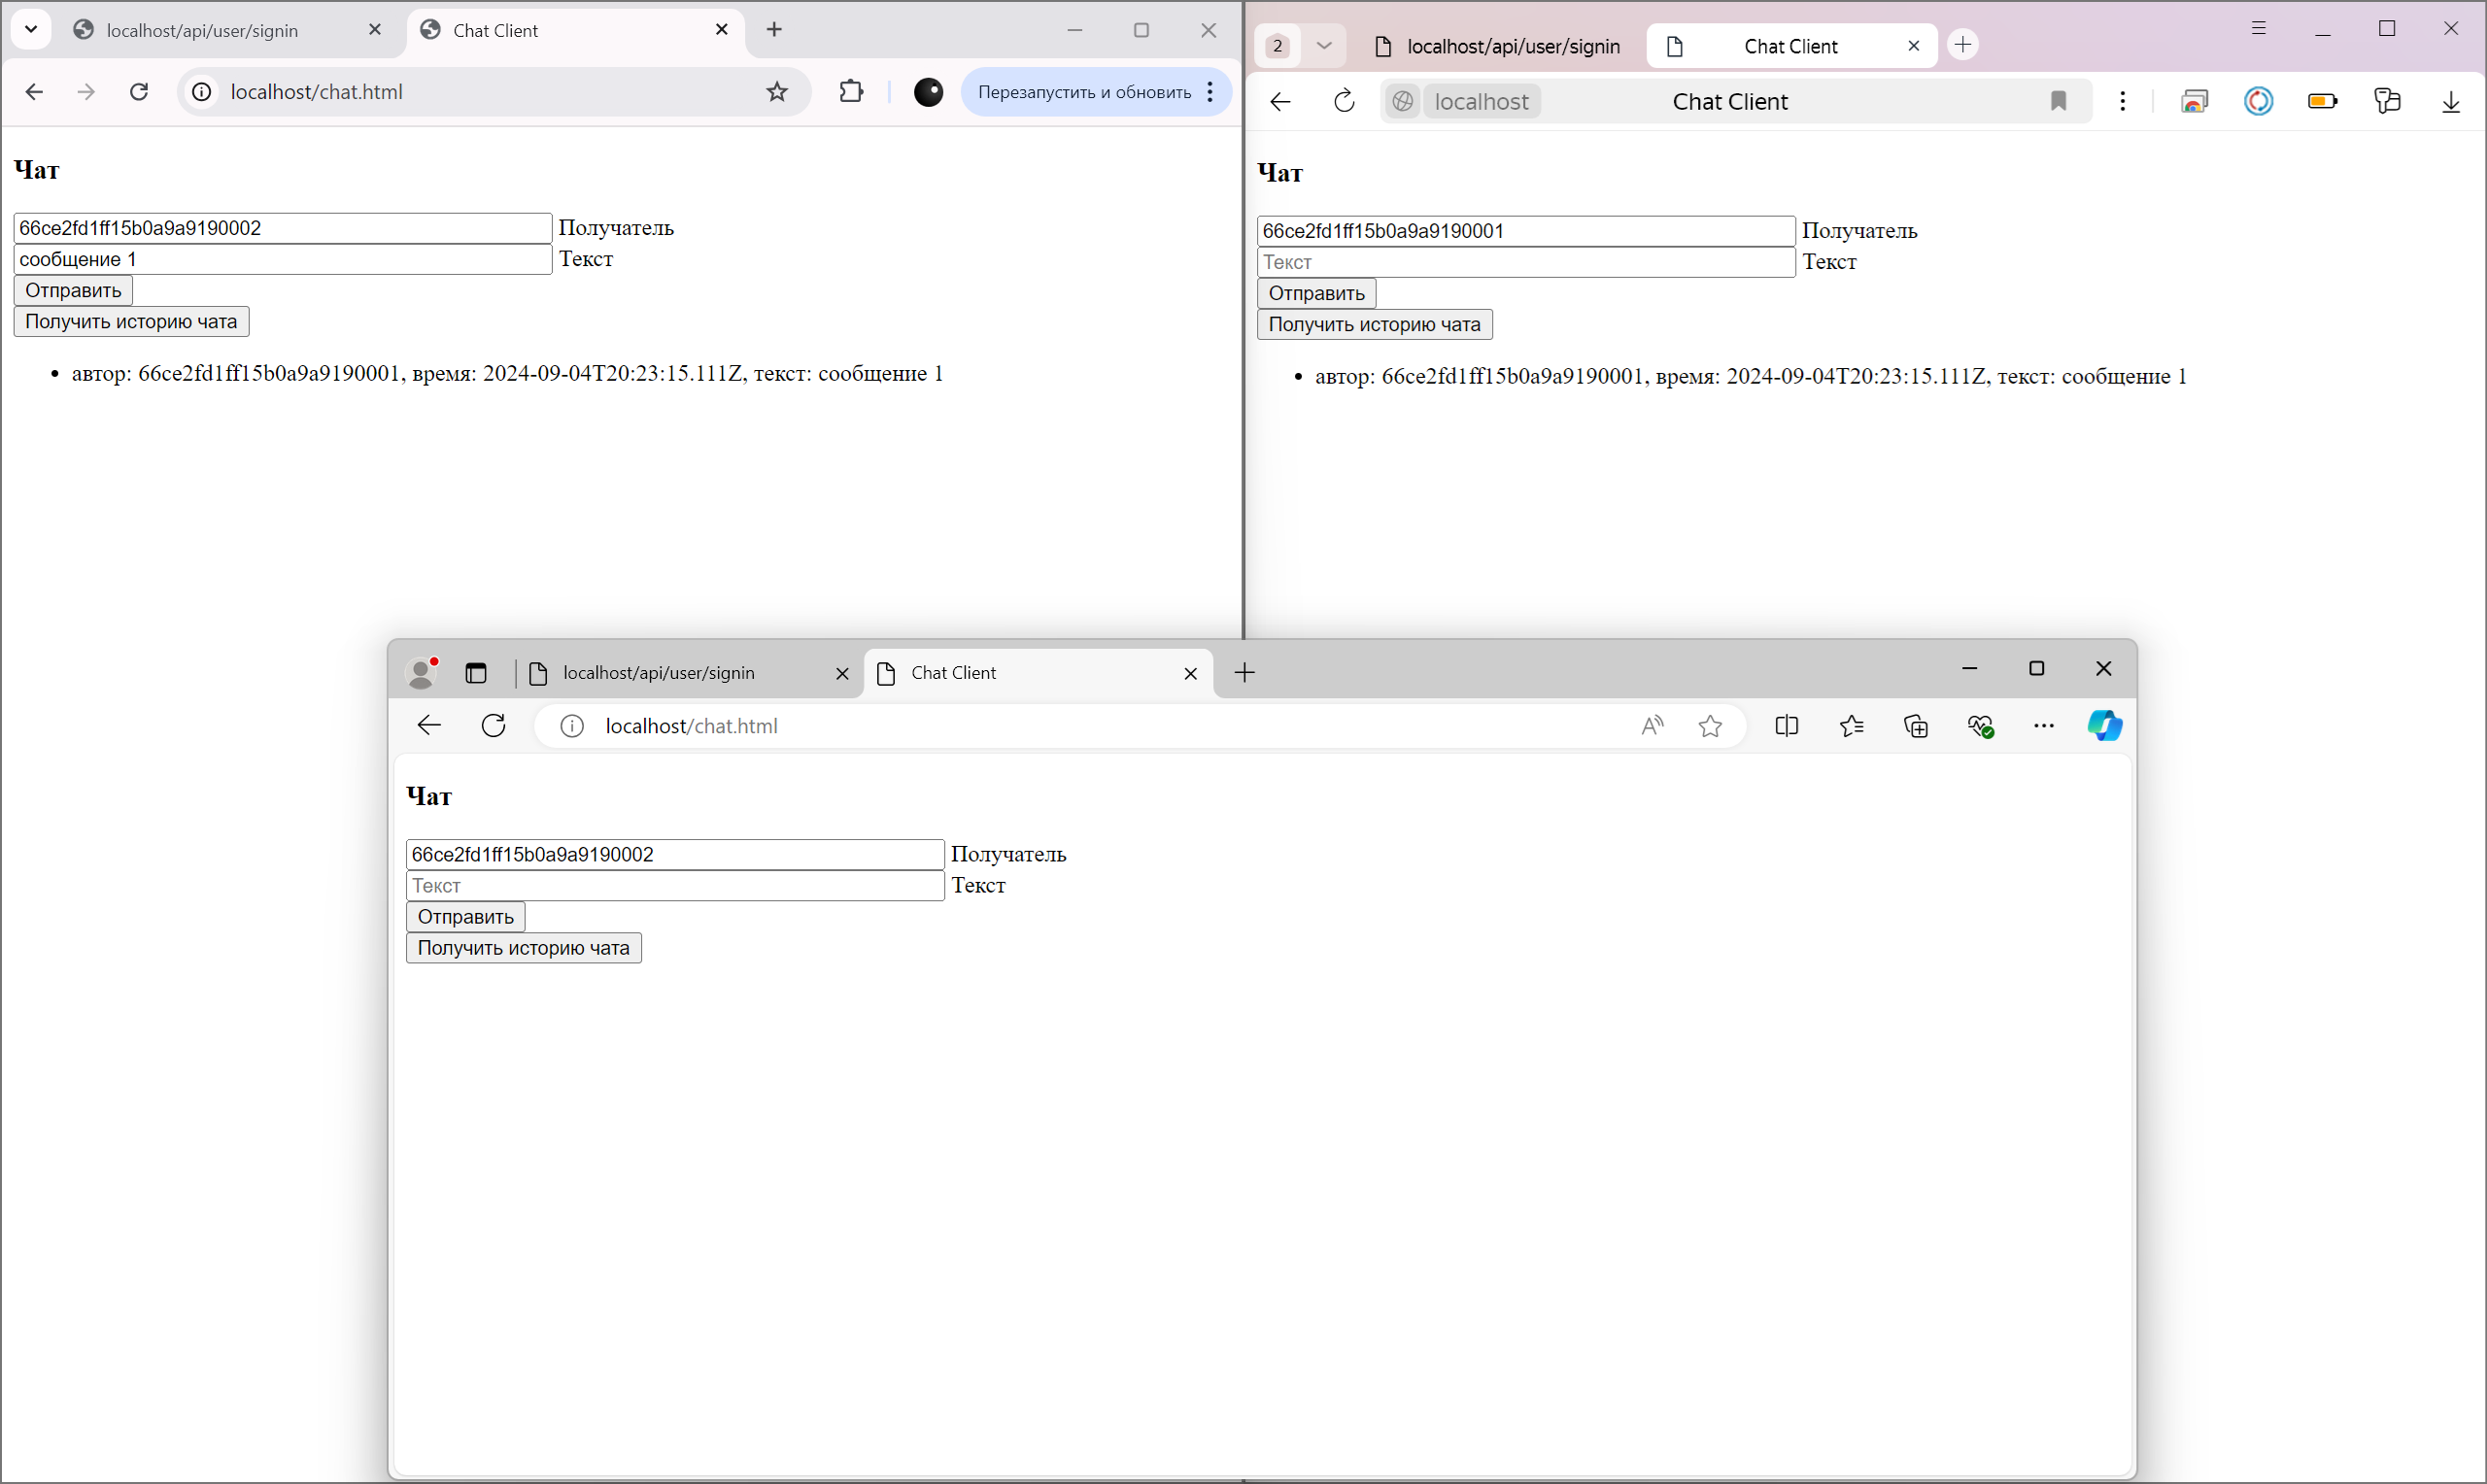 localhost/api/user/signin
Chat Client
localhost/chat.html
Перезапустить и обновить
Чат
66ce2fd1ff15b0a9a9190002 Получатель
сообщение 1 Текст
Отправить
Получить историю чата
автор: 66ce2fd1ff15b0a9a9190001, время: 2024-09-04T20:23:15.111Z, текст: сообщение 1
2
localhost/api/user/signin
Chat Client
localhost
Chat Client
Чат
66ce2fd1ff15b0a9a9190001 Получатель
Текст Текст
Отправить
Получить историю чата
автор: 66ce2fd1ff15b0a9a9190001, время: 2024-09-04T20:23:15.111Z, текст: сообщение 1
localhost/api/user/signin
Chat Client
localhost/chat.html
Чат
66ce2fd1ff15b0a9a9190002 Получатель
Текст Текст
Отправить
Получить историю чата